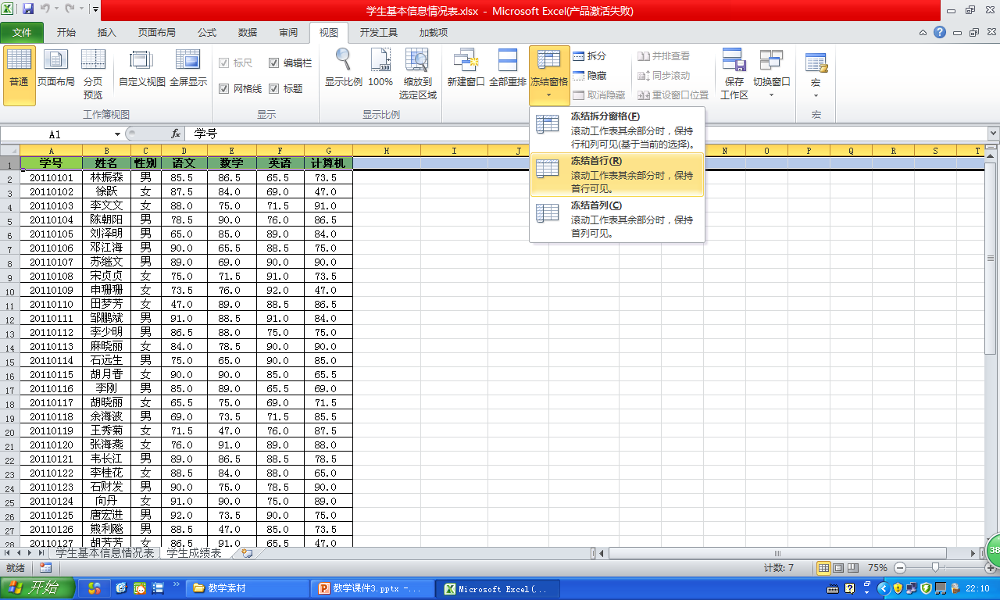 学生基本信息情况表.xlsx - Microsoft Excel(产品激活失败)
文件 开始 插入 页面布局 公式 数据 审阅 视图 开发工具 加载项
普通 页面布局 分页预览 自定义视图 全屏显示
工作簿视图
标尺 编辑栏
网格线 标题
显示
显示比例 100% 缩放到选定区域
显示比例
新建窗口 全部重排 冻结窗格
拆分
隐藏
取消隐藏
并排查看
同步滚动
重设窗口位置
保存工作区 切换窗口
宏
宏
冻结拆分窗格(F)
滚动工作表其余部分时，保持
行和列可见(基于当前的选择)。
冻结首行(R)
滚动工作表其余部分时，保持
首行可见。
冻结首列(C)
滚动工作表其余部分时，保持
首列可见。
A1 fx 学号
A B C D E F G H I J N O P Q R S T
1 学号 姓名 性别 语文 数学 英语 计算机
2 20110101 林振森 男 85.5 86.5 65.5 73.5
3 20110102 徐跃 女 87.5 84.0 69.0 47.0
4 20110103 李文文 女 88.0 75.0 71.5 91.0
5 20110104 陈朝阳 男 78.5 90.0 76.0 86.5
6 20110105 刘泽明 男 65.0 85.0 89.0 84.0
7 20110106 邓江海 男 90.0 65.5 88.5 75.0
8 20110107 苏继文 男 89.0 69.0 90.0 90.0
9 20110108 宋贞贞 女 75.0 71.5 91.0 73.5
10 20110109 申珊珊 女 73.5 76.0 92.0 47.0
11 20110110 田梦芳 女 47.0 89.0 88.5 86.5
12 20110111 邹鹏斌 男 91.0 88.5 91.0 84.0
13 20110112 李少明 男 86.5 88.0 75.0 75.0
14 20110113 麻晓丽 女 84.0 78.5 90.0 90.0
15 20110114 石远生 男 75.0 65.0 90.0 85.0
16 20110115 胡月香 女 90.0 90.0 85.0 65.5
17 20110116 李刚 男 85.0 89.0 65.5 69.0
18 20110117 胡晓丽 女 65.5 75.0 69.0 71.5
19 20110118 余海波 男 69.0 73.5 71.5 85.5
20 20110119 王秀菊 女 71.5 47.0 76.0 87.5
21 20110120 张海燕 女 76.0 91.0 89.0 88.0
22 20110121 韦长江 男 89.0 86.5 88.5 78.5
23 20110122 李桂花 女 88.5 84.0 88.0 65.0
24 20110123 石财发 男 90.0 75.0 78.5 90.0
25 20110124 向丹 女 91.0 90.0 75.0 89.0
26 20110125 唐宏进 男 92.0 73.5 90.0 75.0
27 20110126 熊利 男 88.5 47.0 85.0 73.5
28 20110127 胡芳芳 女 86.5 91.0 65.5 47.0
学生基本信息情况表 学生成绩表
就绪 计数: 7 75%
38
开始 教学素材 教学课件3.pptx -... Microsoft Excel(... 22:10